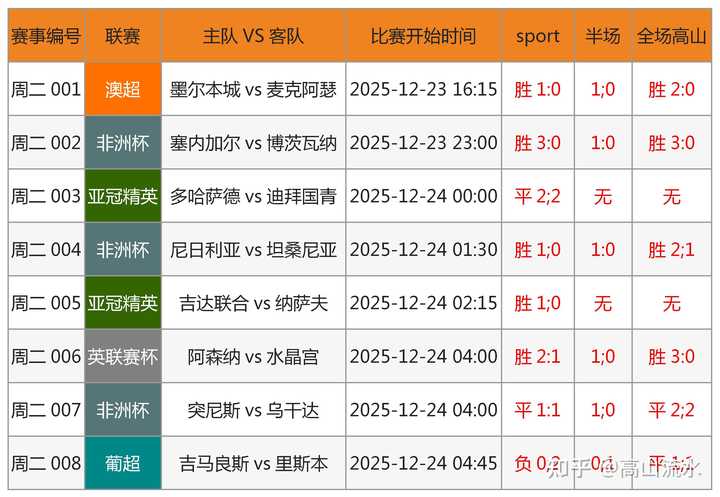 赛事编号 联赛 主队 VS 客队 比赛开始时间 sport 半场 全场高山
周二 001 澳超 墨尔本城 vs 麦克阿瑟 2025-12-23 16:15 胜 1:0 1;0 胜 2:0
周二 002 非洲杯 塞内加尔 vs 博茨瓦纳 2025-12-23 23:00 胜 3:0 1:0 胜 3:0
周二 003 亚冠精英 多哈萨德 vs 迪拜国青 2025-12-24 00:00 平 2;2 无 无
周二 004 非洲杯 尼日利亚 vs 坦桑尼亚 2025-12-24 01:30 胜 1;0 1:0 胜 2;1
周二 005 亚冠精英 吉达联合 vs 纳萨夫 2025-12-24 02:15 胜 1;0 无 无
周二 006 英联赛杯 阿森纳 vs 水晶宫 2025-12-24 04:00 胜 2:1 1;0 胜 3:0
周二 007 非洲杯 突尼斯 vs 乌干达 2025-12-24 04:00 平 1:1 1;0 平 2;2
周二 008 葡超 吉马良斯 vs 里斯本 2025-12-24 04:45 负 平
知乎 @高山流水